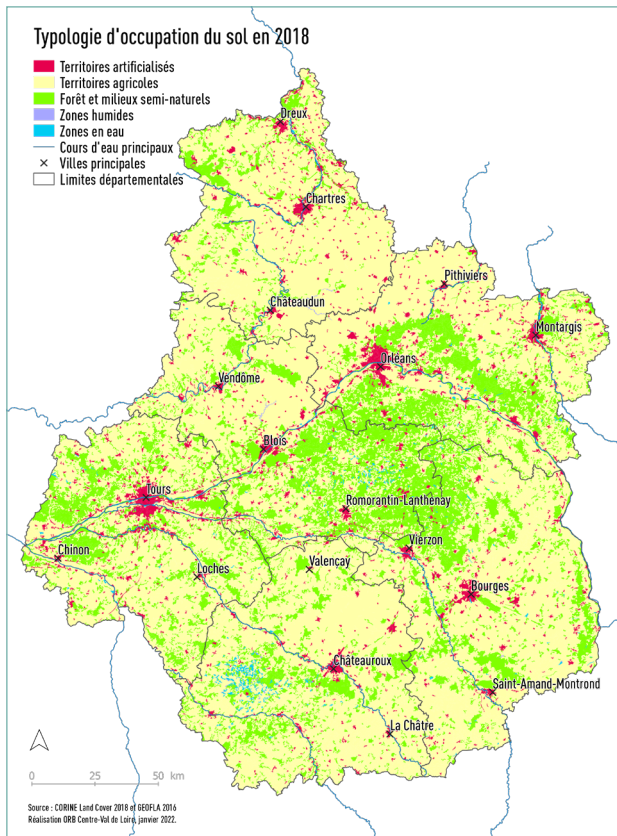 Typologie d'occupation du sol en 2018
Territoires artificialisés
Territoires agricoles
Forêt et milieux semi-naturels
Zones humides
Zones en eau
Cours d'eau principaux
Villes principales
Limites départementales
Dreux
Chartres
Pithiviers
Châteaudun
Montargis
Orléans
Vendôme
Blois
Tours
Romorantin-Lanthenay
Vierzon
Chinon
Loches
Valençay
Bourges
Châteauroux
Saint-Amand-Montrond
La Châtre
0 25 50 km
Source : CORINE Land Cover 2018 et GEOFLA 2016
Réalisation ORB Centre-Val de Loire, janvier 2022.